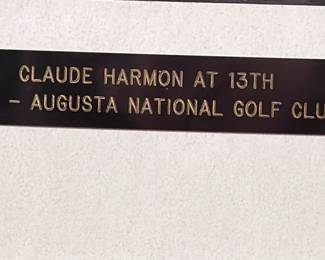 CLAUDE HARMON AT 13TH
– AUGUSTA NATIONAL GOLF CLU